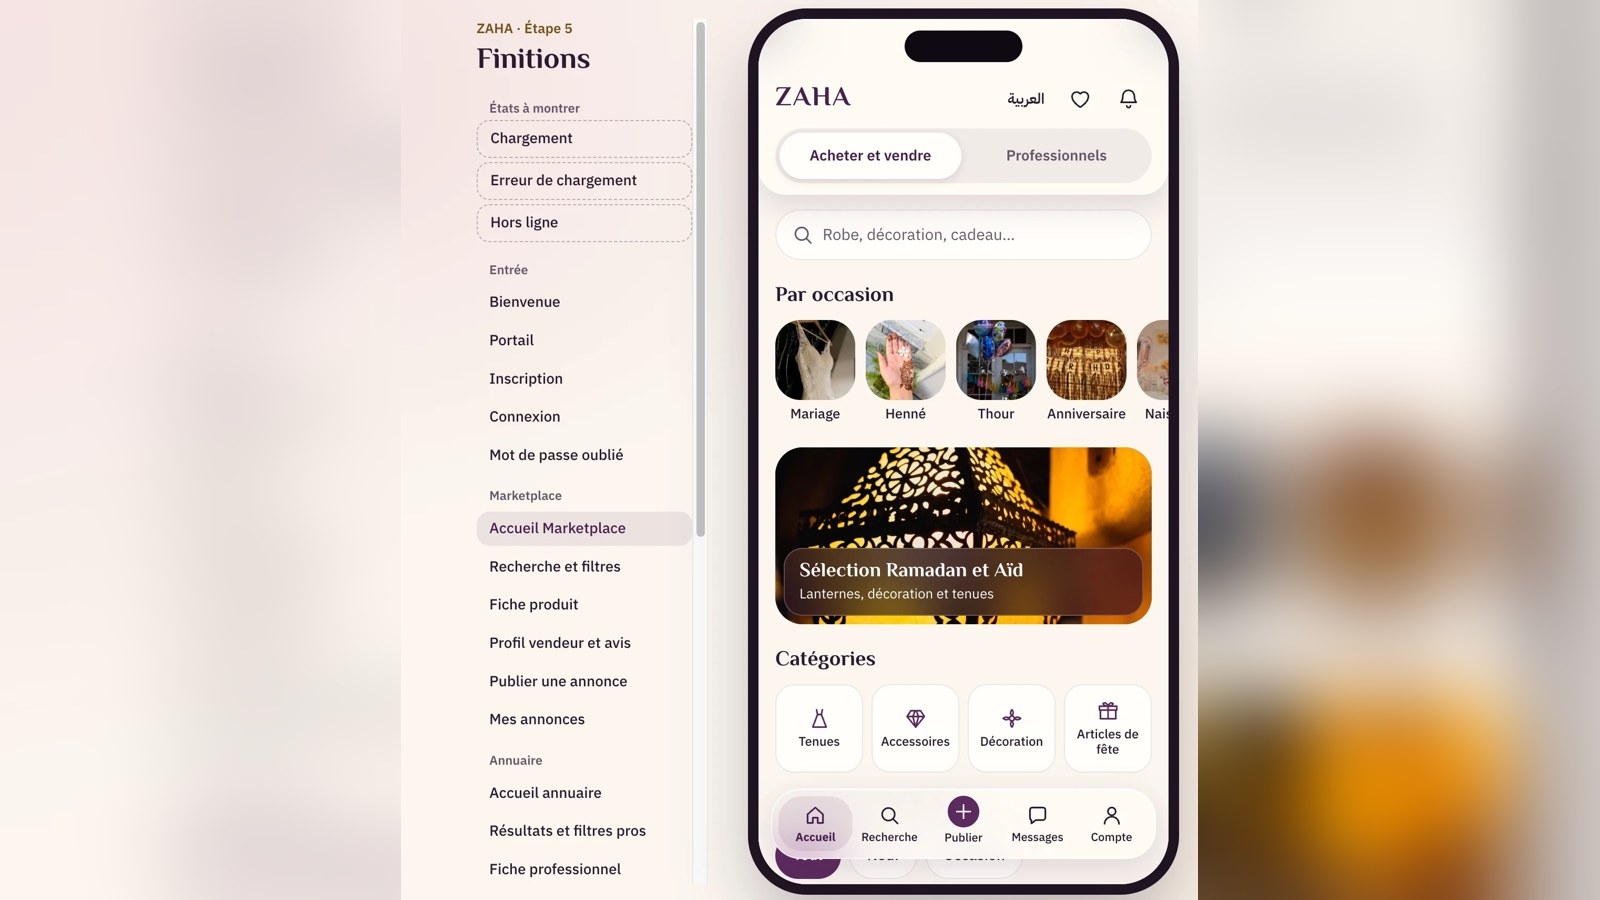 ZAHA · Étape 5
Finitions
États à montrer
Chargement
Erreur de chargement
Hors ligne
Entrée
Bienvenue
Portail
Inscription
Connexion
Mot de passe oublié
Marketplace
Accueil Marketplace
Recherche et filtres
Fiche produit
Profil vendeur et avis
Publier une annonce
Mes annonces
Annuaire
Accueil annuaire
Résultats et filtres pros
Fiche professionnel
ZAHA
العربية
Acheter et vendre
Professionnels
Robe, décoration, cadeau...
Par occasion
Mariage
Henné
Thour
Anniversaire
Sélection Ramadan et Aïd
Lanternes, décoration et tenues
Catégories
Tenues
Accessoires
Décoration
Articles de
fête
Accueil
Recherche
Publier
Messages
Compte